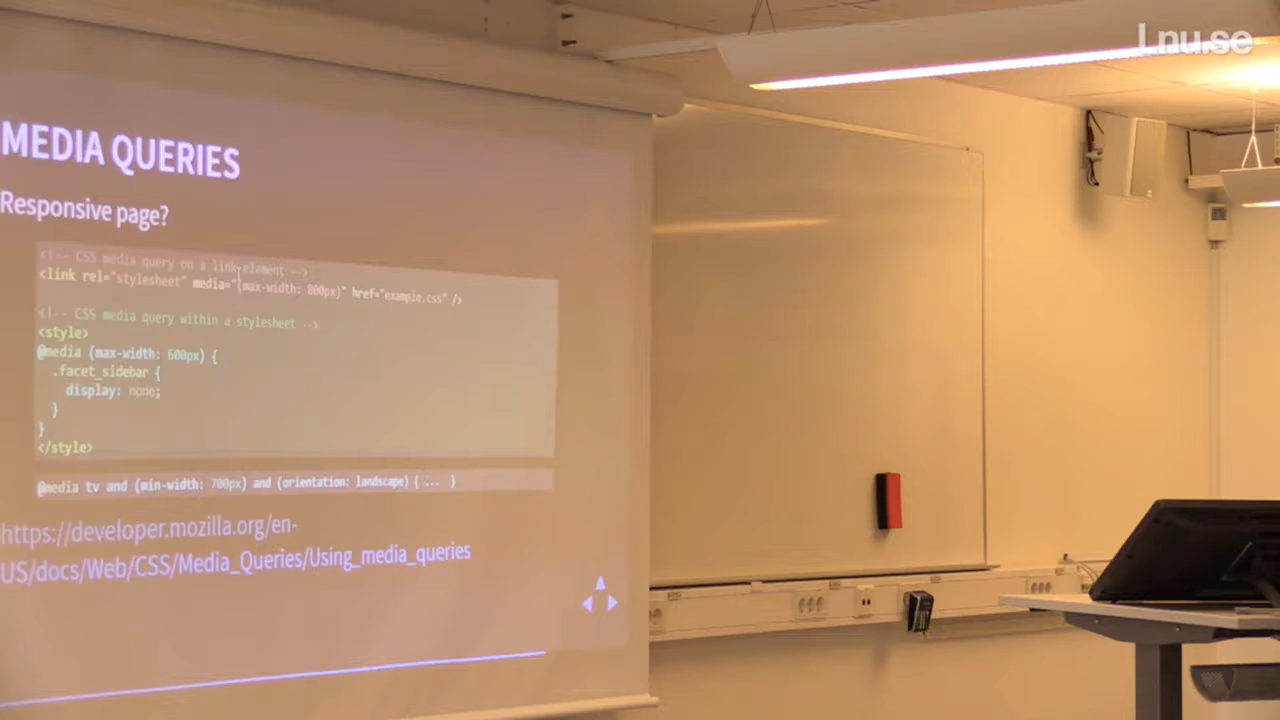 Lnu.se
MEDIA QUERIES
Responsive page?
<!-- CSS media query on a link element -->
<link rel="stylesheet" media="(max-width: 800px)" href="example.css" />
<!-- CSS media query within a stylesheet -->
<style>
@media (max-width: 600px) {
.facet_sidebar {
display: none;
}
}
</style>
@media tv and (min-width: 700px) and (orientation: landscape) { ... }
https://developer.mozilla.org/en-
US/docs/Web/CSS/Media_Queries/Using_media_queries